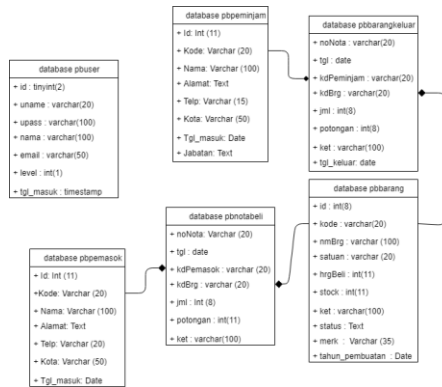 database pbuser
+ id : tinyint(2)
+ uname : varchar(20)
+ upass : varchar(100)
+ nama : varchar(100)
+ email : varchar(50)
+ level : int(1)
+ tgl_masuk : timestamp
database pbpeminjam
+ Id: Int (11)
+ Kode: Varchar (20)
+ Nama: Varchar (100)
+ Alamat: Text
+ Telp: Varchar (15)
+ Kota: Varchar (50)
+ Tgl_masuk: Date
+ Jabatan: Text
database pbbarangkeluar
+ noNota : varchar(20)
+ tgl : date
+ kdPeminjam : varchar(20)
+ kdBrg : varchar(20)
+ jml : int(8)
+ potongan : int(8)
+ ket : varchar(100)
+ tgl_keluar: date
database pbpemasok
+ Id: Int (11)
+Kode: Varchar (20)
+ Nama: Varchar (100)
+ Alamat: Text
+ Telp: Varchar (20)
+ Kota: Varchar (50)
+ Tgl_masuk: Date
database pbnotabeli
+ noNota : Varchar (20)
+ tgl : date
+ kdPemasok : varchar (20)
+ kdBrg : varchar (20)
+ jml : Int (8)
+ potongan : int(11)
+ ket : varchar(100)
database pbbarang
+ id : int(8)
+ kode : varchar(20)
+ nmBrg : varchar (100)
+ satuan : varchar (20)
+ hrgBeli : int(11)
+ stock : int(11)
+ ket : varchar(100)
+ status : Text
+ merk : Varchar (35)
+ tahun_pembuatan : Date